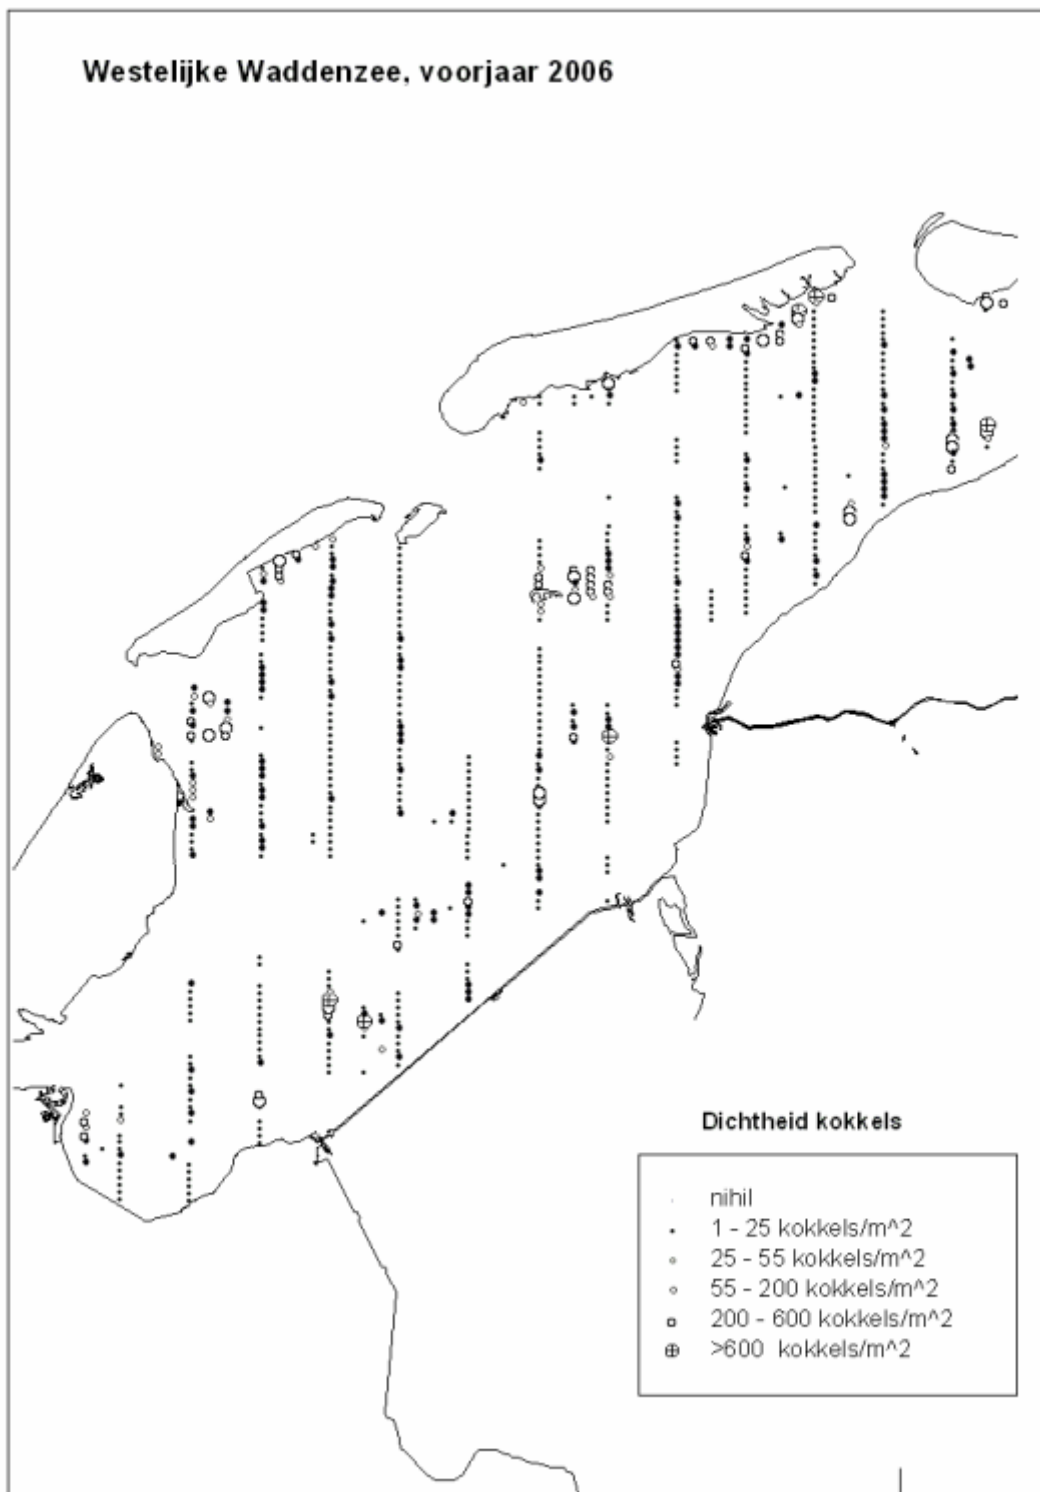 Westelijke Waddenzee, voorjaar 2006
Dichtheid kokkels
nihil
1 - 25 kokkels/m^2
25 - 55 kokkels/m^2
55 - 200 kokkels/m^2
200 - 600 kokkels/m^2
>600 kokkels/m^2